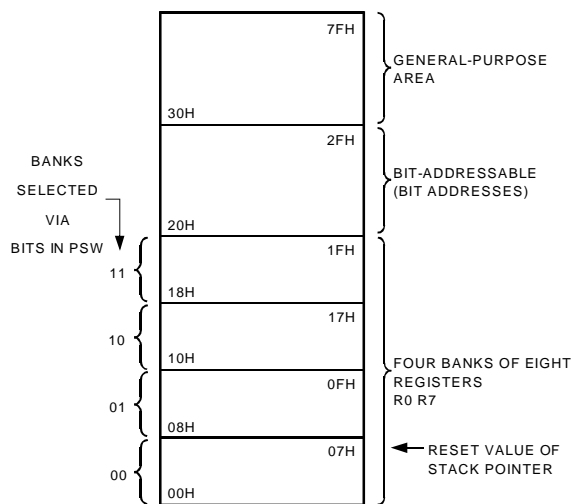 7FH
GENERAL-PURPOSE
AREA
30H
2FH
BANKS
SELECTED
VIA
BITS IN PSW
BIT-ADDRESSABLE
(BIT ADDRESSES)
20H
1FH
11
18H
17H
10
10H
FOUR BANKS OF EIGHT
REGISTERS
R0 R7
0FH
01
08H
07H
RESET VALUE OF
STACK POINTER
00
00H